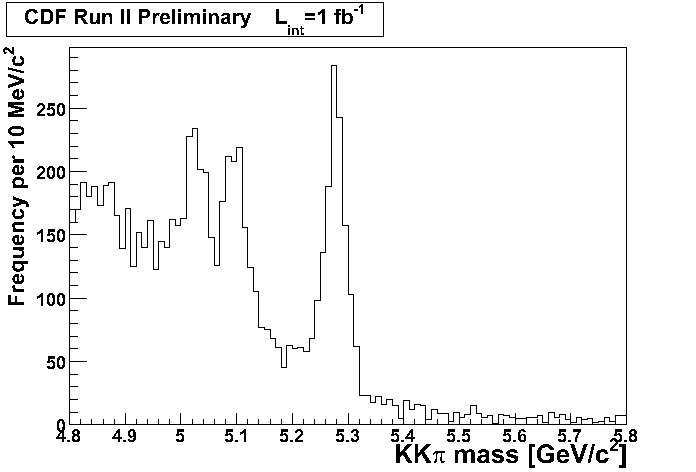 CDF Run II Preliminary L_int=1 fb^-1
Frequency per 10 MeV/c^2
250
200
150
100
50
0
4.8 4.9 5 5.1 5.2 5.3 5.4 5.5 5.6 5.7 5.8
KKπ mass [GeV/c^2]